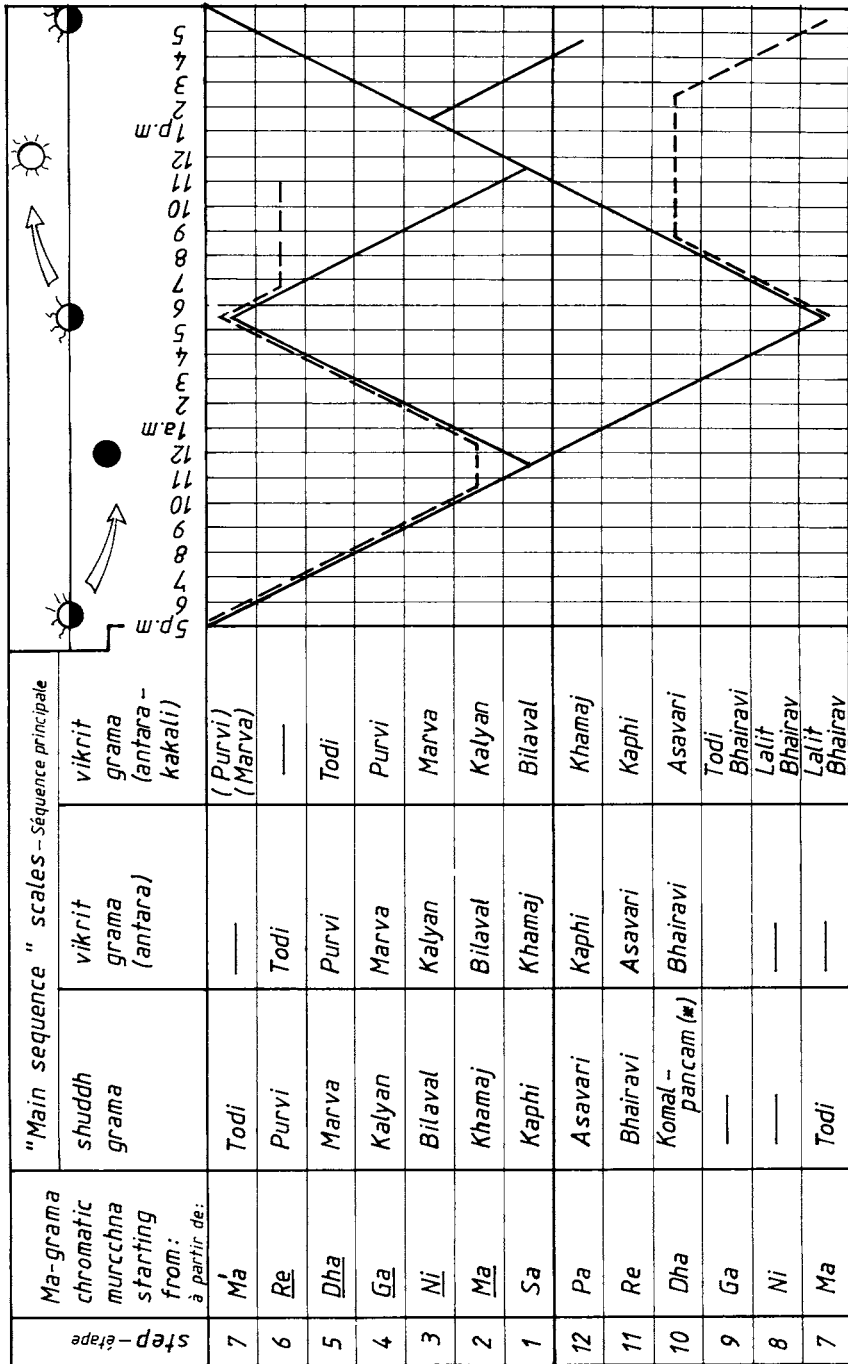 "Main sequence" scales – Séquence principale
step – étape
Ma-grama
chromatic
murcchna
starting
from:
à partir de:
shuddh
grama
vikrit
grama
(antara)
vikrit
grama
(antara –
kakali)
5 p.m 6 7 8 9 10 11 12 1 a.m 2 3 4 5 6 7 8 9 10 11 12 1 p.m 2 3 4 5
7 Má Todi — (Purvi)
(Marva)
6 Re Purvi Todi —
5 Dha Marva Purvi Todi
4 Ga Kalyan Marva Purvi
3 Ni Bilaval Kalyan Marva
2 Ma Khamaj Bilaval Kalyan
1 Sa Kaphi Khamaj Bilaval
12 Pa Asavari Kaphi Khamaj
11 Re Bhairavi Asavari Kaphi
10 Dha Komal-
pancam (*) Bhairavi Asavari
9 Ga — Todi
Bhairavi
8 Ni — — Lalit
Bhairav
7 Ma Todi — Lalit
Bhairav